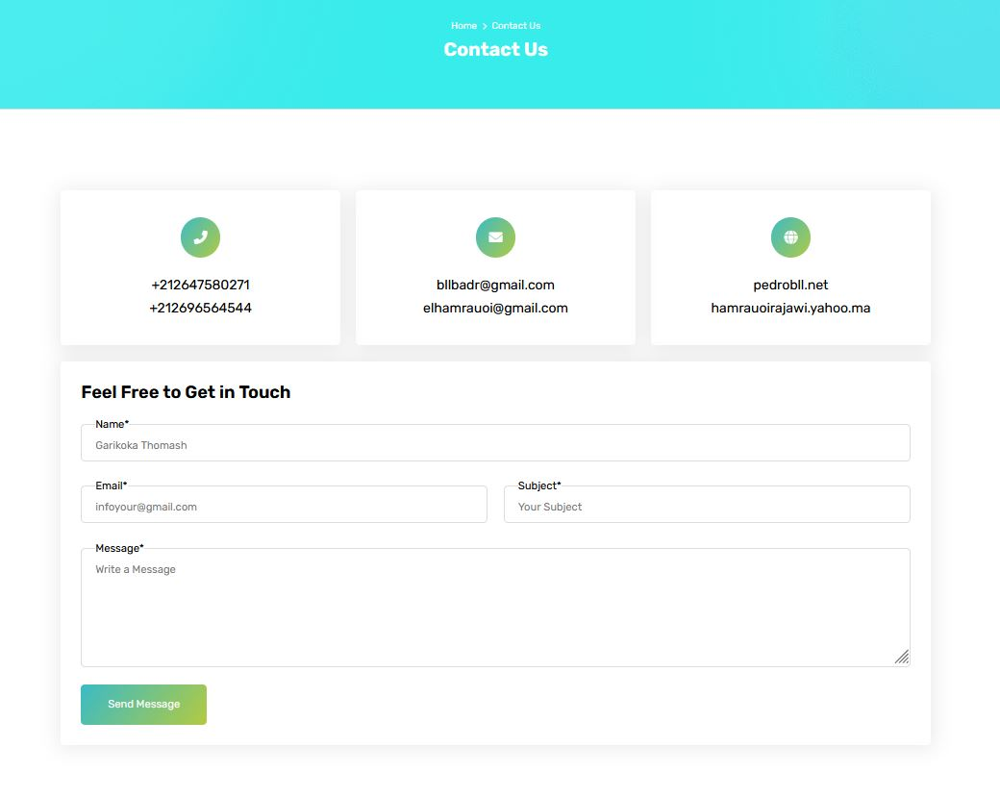 Home > Contact Us
Contact Us
+212647580271
+212696564544
bllbadr@gmail.com
elhamrauoi@gmail.com
pedrobll.net
hamrauoirajawi.yahoo.ma
Feel Free to Get in Touch
Name*
Garikoka Thomash
Email*
infoyour@gmail.com
Subject*
Your Subject
Message*
Write a Message
Send Message